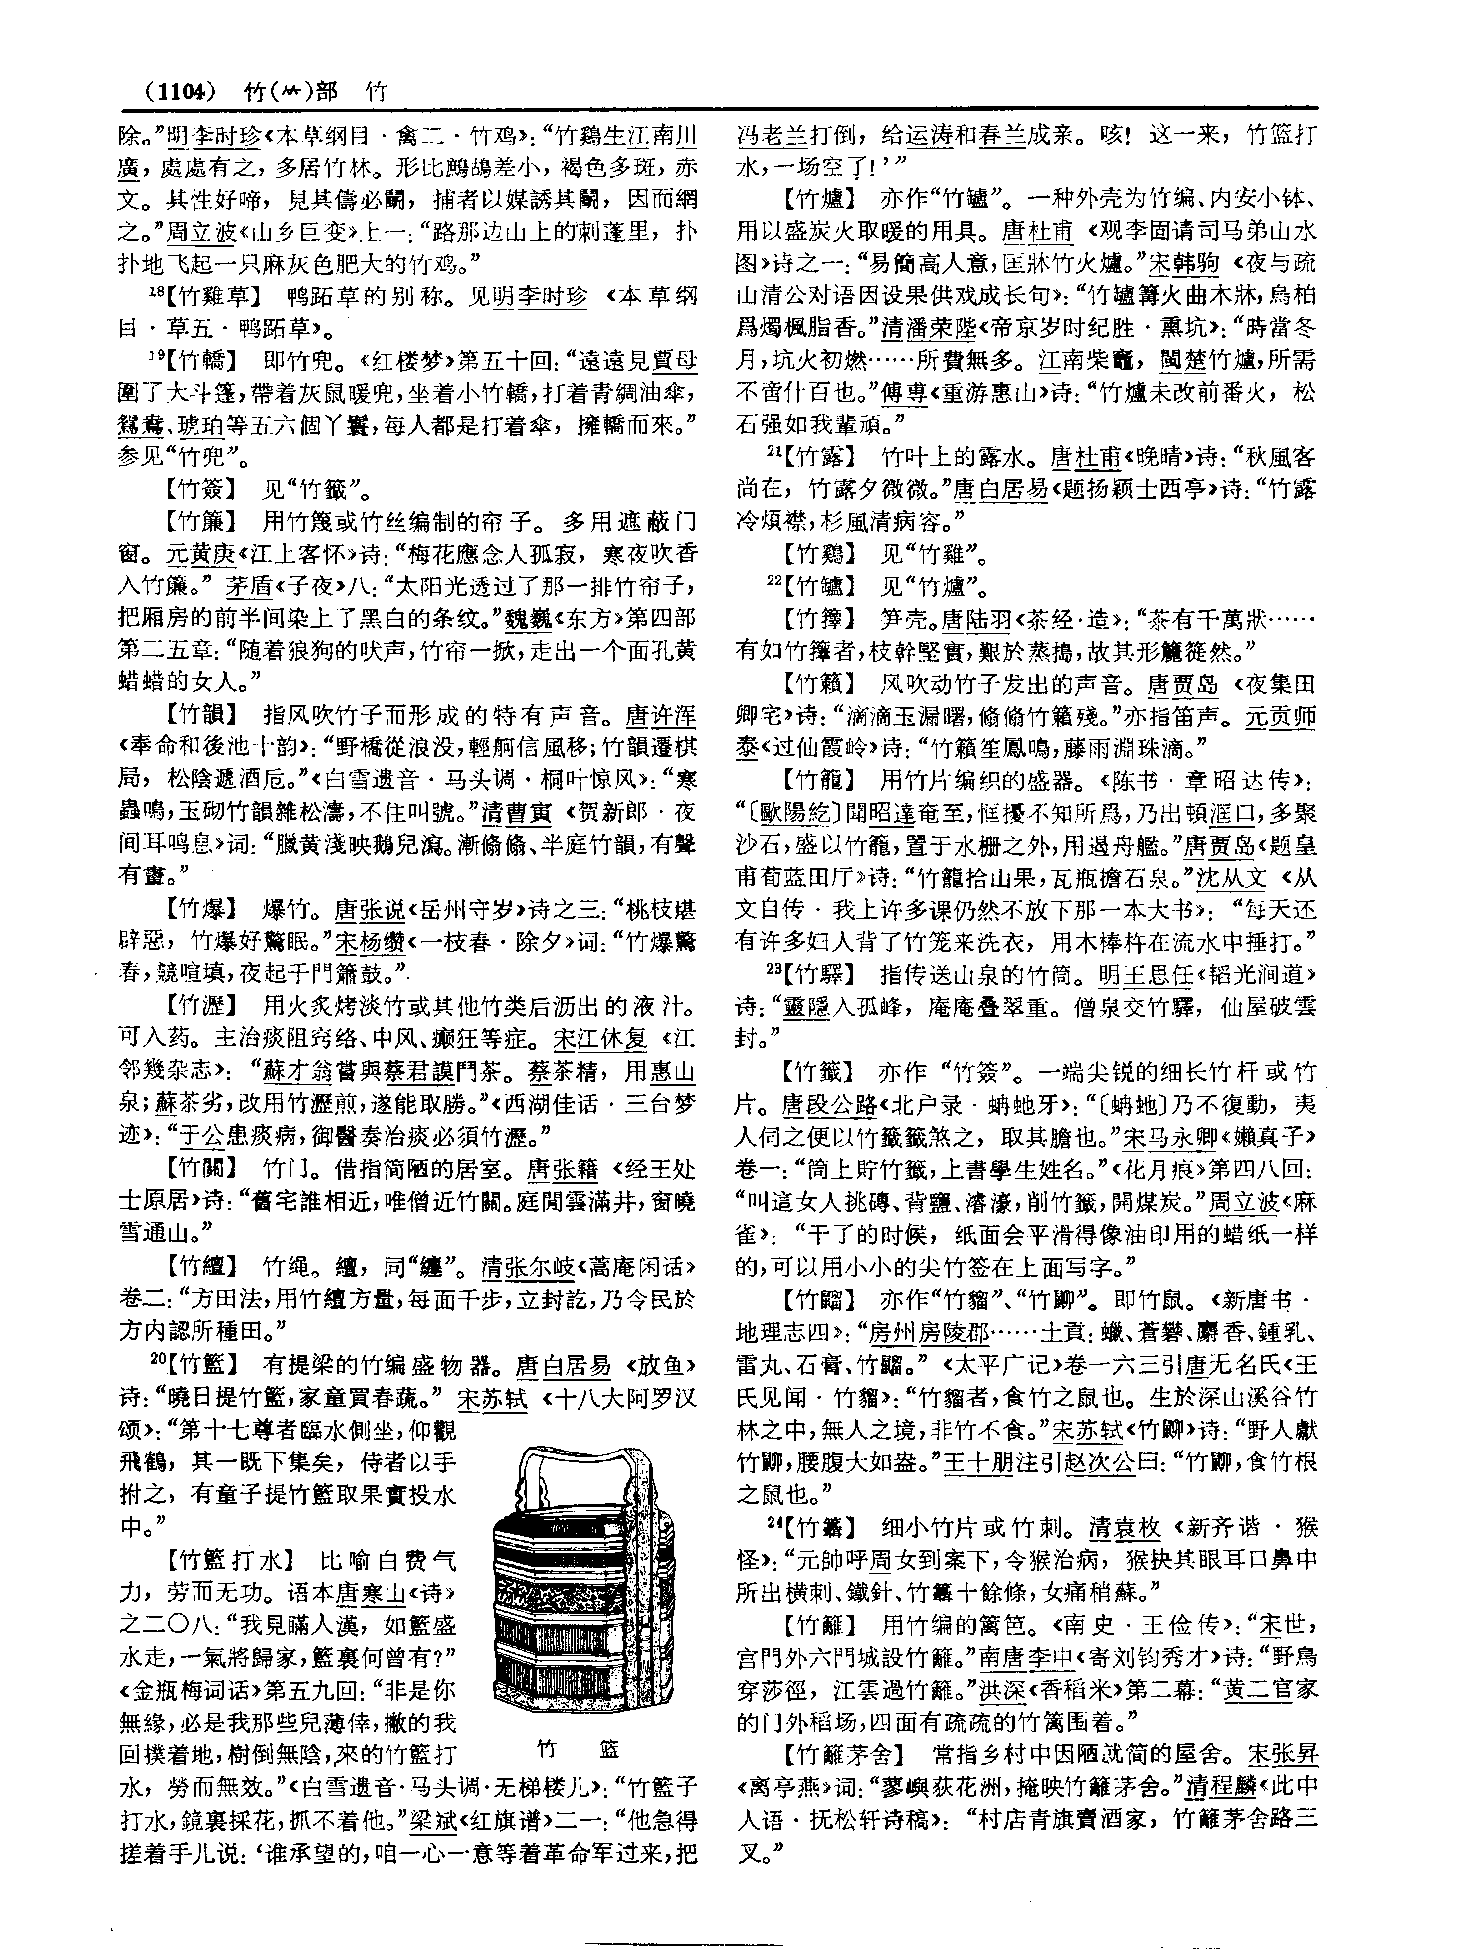 (1104) 竹(⺮)部 竹
除。”明李时珍《本草纲目·禽二·竹鸡》：“竹鷄生江南川
廣，處處有之，多居竹林。形比鷓鴣差小，褐色多斑，赤
文。其性好啼，見其儔必鬭，捕者以媒誘其鬭，因而網
之。”周立波《山乡巨变》上一：“路那边山上的刺蓬里，扑
扑地飞起一只麻灰色肥大的竹鸡。”
18【竹雞草】 鸭跖草的别称。见明李时珍《本草纲
目·草五·鸭跖草》。
19【竹轎】 即竹兜。《红楼梦》第五十回：“遠遠見賈母
圍了大斗篷，帶着灰鼠暖兜，坐着小竹轎，打着青綢油傘，
鴛鴦、琥珀等五六個丫鬟，每人都是打着傘，擁轎而來。”
参见“竹兜”。
【竹簽】 见“竹籤”。
【竹簾】 用竹篾或竹丝编制的帘子。多用遮蔽门
窗。元黄庚《江上客怀》诗：“梅花應念人孤寂，寒夜吹香
入竹簾。”茅盾《子夜》八：“太阳光透过了那一排竹帘子，
把厢房的前半间染上了黑白的条纹。”魏巍《东方》第四部
第二五章：“随着狼狗的吠声，竹帘一掀，走出一个面孔黄
蜡蜡的女人。”
【竹韻】 指风吹竹子而形成的特有声音。唐许浑
《奉命和後池十韵》：“野橋從浪没，輕舸信風移；竹韻遷棋
局，松陰遞酒卮。”《白雪遗音·马头调·桐叶惊风》：“寒
蟲鳴，玉砌竹韻雜松濤，不住叫號。”清曹寅《贺新郎·夜
间耳鸣息》词：“臘黄淺映鵝兒瀉。漸翛翛、半庭竹韻，有聲
有畫。”
【竹爆】 爆竹。唐张说《岳州守岁》诗之三：“桃枝堪
辟惡，竹爆好驚眠。”宋杨缵《一枝春·除夕》词：“竹爆驚
春，競喧填，夜起千門簫鼓。”
【竹瀝】 用火炙烤淡竹或其他竹类后沥出的液汁。
可入药。主治痰阻窍络、中风、癫狂等症。宋江休复《江
邻幾杂志》：“蘇才翁嘗與蔡君謨鬥茶。蔡茶精，用惠山
泉；蘇茶劣，改用竹瀝煎，遂能取勝。”《西湖佳话·三台梦
迹》：“于公患痰病，御醫奏治痰必須竹瀝。”
【竹關】 竹门。借指简陋的居室。唐张籍《经王处
士原居》诗：“舊宅誰相近，唯僧近竹關。庭閒雲滿井，窗曉
雪通山。”
【竹繵】 竹绳。繵，同“纏”。清张尔岐《蒿庵闲话》
卷二：“方田法，用竹繵方量，每面千步，立封訖，乃令民於
方内認所種田。”
20【竹籃】 有提梁的竹编盛物器。唐白居易《放鱼》
诗：“曉日提竹籃，家童買春蔬。”宋苏轼《十八大阿罗汉
颂》：“第十七尊者臨水側坐，仰觀
飛鶴，其一既下集矣，侍者以手
拊之，有童子提竹籃取果實投水
中。”
【竹籃打水】 比喻白费气
力，劳而无功。语本唐寒山《诗》
之二〇八：“我見瞞人漢，如籃盛
水走，一氣將歸家，籃裏何曾有？”
《金瓶梅词话》第五九回：“非是你
無緣，必是我那些兒薄倖，撇的我
回撲着地，樹倒無陰，來的竹籃打
水，勞而無效。”《白雪遗音·马头调·无梯楼儿》：“竹籃子
打水，鏡裏採花，抓不着他。”梁斌《红旗谱》二一：“他急得
搓着手儿说：‘谁承望的，咱一心一意等着革命军过来，把
竹 篮
冯老兰打倒，给运涛和春兰成亲。咳！这一来，竹篮打
水，一场空了！’”
【竹爐】 亦作“竹罏”。一种外壳为竹编、内安小钵、
用以盛炭火取暖的用具。唐杜甫《观李固请司马弟山水
图》诗之一：“易簡高人意，匡牀竹火爐。”宋韩驹《夜与疏
山清公对语因设果供戏成长句》：“竹罏篝火曲木牀，烏桕
爲燭楓脂香。”清潘荣陛《帝京岁时纪胜·熏坑》：“時當冬
月，坑火初燃……所費無多。江南柴竈，閩楚竹爐，所需
不啻什百也。”傅尃《重游惠山》诗：“竹爐未改前番火，松
石强如我輩頑。”
21【竹露】 竹叶上的露水。唐杜甫《晚晴》诗：“秋風客
尚在，竹露夕微微。”唐白居易《题扬颖士西亭》诗：“竹露
冷煩襟，杉風清病容。”
【竹鷄】 见“竹雞”。
22【竹罏】 见“竹爐”。
【竹籜】 笋壳。唐陆羽《茶经·造》：“茶有千萬狀……
有如竹籜者，枝幹堅實，艱於蒸搗，故其形籭簁然。”
【竹籟】 风吹动竹子发出的声音。唐贾岛《夜集田
卿宅》诗：“滴滴玉漏曙，翛翛竹籟殘。”亦指笛声。元贡师
泰《过仙霞岭》诗：“竹籟笙鳳鳴，藤雨淵珠滴。”
【竹籠】 用竹片编织的盛器。《陈书·章昭达传》：
“〔歐陽紇〕聞昭達奄至，恇擾不知所爲，乃出頓洭口，多聚
沙石，盛以竹籠，置于水栅之外，用遏舟艦。”唐贾岛《题皇
甫荀蓝田厅》诗：“竹籠拾山果，瓦瓶擔石泉。”沈从文《从
文自传·我上许多课仍然不放下那一本大书》：“每天还
有许多妇人背了竹笼来洗衣，用木棒杵在流水中捶打。”
23【竹驛】 指传送山泉的竹筒。明王思任《韬光涧道》
诗：“靈隱入孤峰，庵庵叠翠重。僧泉交竹驛，仙屋破雲
封。”
【竹籤】 亦作“竹簽”。一端尖锐的细长竹杆或竹
片。唐段公路《北户录·蚺虵牙》：“〔蚺虵〕乃不復動，夷
人伺之便以竹籤籤煞之，取其膽也。”宋马永卿《嬾真子》
卷一：“筒上貯竹籤，上書學生姓名。”《花月痕》第四八回：
“叫這女人挑磚、背鹽、濬濠，削竹籤，開煤炭。”周立波《麻
雀》：“干了的时候，纸面会平滑得像油印用的蜡纸一样
的，可以用小小的尖竹签在上面写字。”
【竹鼺】 亦作“竹貓”、“竹鼦”。即竹鼠。《新唐书·
地理志四》：“房州房陵郡……土貢：蠟、蒼礬、麝香、鍾乳、
雷丸、石膏、竹鼺。”《太平广记》卷一六三引唐无名氏《王
氏见闻·竹貓》：“竹貓者，食竹之鼠也。生於深山溪谷竹
林之中，無人之境，非竹不食。”宋苏轼《竹鼦》诗：“野人獻
竹鼦，腰腹大如盎。”王十朋注引赵次公曰：“竹鼦，食竹根
之鼠也。”
24【竹籌】 细小竹片或竹刺。清袁枚《新齐谐·猴
怪》：“元帥呼周女到案下，令猴治病，猴抉其眼耳口鼻中
所出横刺、鐵針、竹籌十餘條，女痛稍蘇。”
【竹籬】 用竹编的篱笆。《南史·王俭传》：“宋世，
宫門外六門城設竹籬。”南唐李中《寄刘钧秀才》诗：“野鳥
穿莎徑，江雲過竹籬。”洪深《香稻米》第二幕：“黄二官家
的门外稻场，四面有疏疏的竹篱围着。”
【竹籬茅舍】 常指乡村中因陋就简的屋舍。宋张昇
《离亭燕》词：“蓼嶼荻花洲，掩映竹籬茅舍。”清程麟《此中
人语·抚松轩诗稿》：“村店青旗賣酒家，竹籬茅舍路三
叉。”